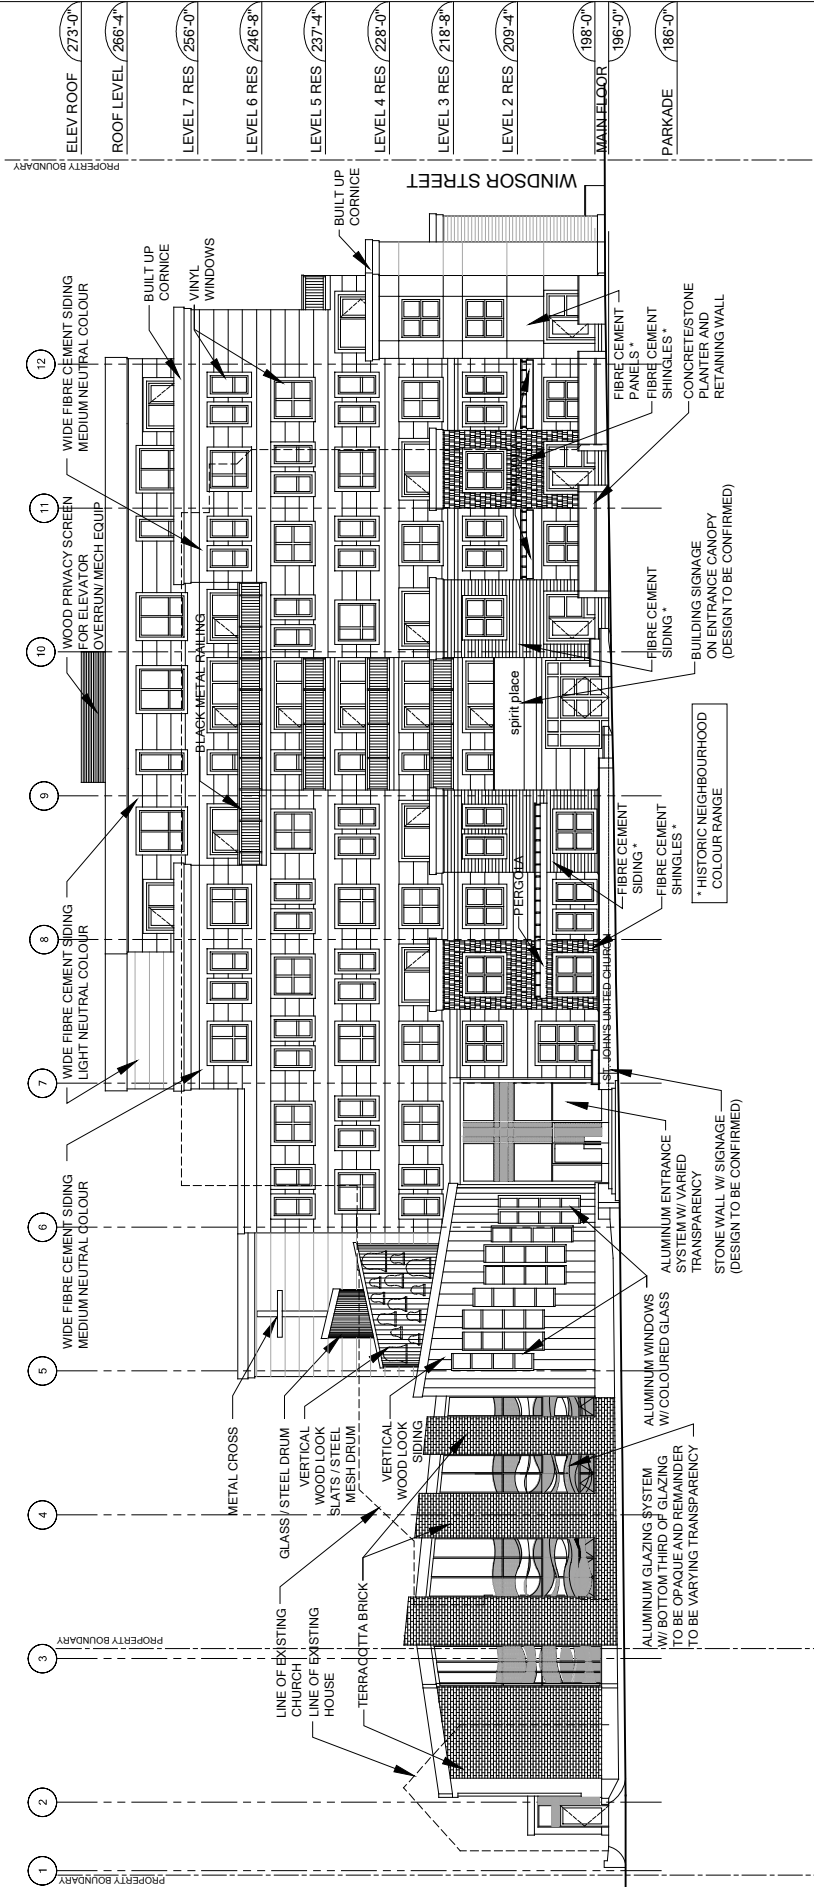 1
2
3
4
5
6
7
8
9
10
11
12
PROPERTY BOUNDARY
PROPERTY BOUNDARY
PROPERTY BOUNDARY
ELEV ROOF 273'-0"
ROOF LEVEL 266'-4"
LEVEL 7 RES 256'-0"
LEVEL 6 RES 246'-8"
LEVEL 5 RES 237'-4"
LEVEL 4 RES 228'-0"
LEVEL 3 RES 218'-8"
LEVEL 2 RES 209'-4"
MAIN FLOOR 198'-0"
196'-0"
PARKADE 186'-0"
WIDE FIBRE CEMENT SIDING
MEDIUM NEUTRAL COLOUR
WIDE FIBRE CEMENT SIDING
LIGHT NEUTRAL COLOUR
WOOD PRIVACY SCREEN
FOR ELEVATOR
OVERRUN/ MECH EQUIP
WIDE FIBRE CEMENT SIDING
MEDIUM NEUTRAL COLOUR
BUILT UP
CORNICE
VINYL
WINDOWS
BUILT UP
CORNICE
WINDSOR STREET
BLACK METAL RAILING
METAL CROSS
GLASS / STEEL DRUM
VERTICAL
WOOD LOOK
SLATS / STEEL
MESH DRUM
VERTICAL
WOOD LOOK
SIDING
LINE OF EXISTING
CHURCH
LINE OF EXISTING
HOUSE
TERRACOTTA BRICK
spirit place
PERGOLA
ST. JOHN'S UNITED CHURCH
ALUMINUM GLAZING SYSTEM
W/ BOTTOM THIRD OF GLAZING
TO BE OPAQUE AND REMAINDER
TO BE VARYING TRANSPARENCY
ALUMINUM WINDOWS
W/ COLOURED GLASS
ALUMINUM ENTRANCE
SYSTEM W/ VARIED
TRANSPARENCY
STONE WALL W/ SIGNAGE
(DESIGN TO BE CONFIRMED)
FIBRE CEMENT
SIDING *
FIBRE CEMENT
SHINGLES *
* HISTORIC NEIGHBOURHOOD
COLOUR RANGE
FIBRE CEMENT
SIDING *
BUILDING SIGNAGE
ON ENTRANCE CANOPY
(DESIGN TO BE CONFIRMED)
FIBRE CEMENT
PANELS *
FIBRE CEMENT
SHINGLES *
CONCRETE/STONE
PLANTER AND
RETAINING WALL